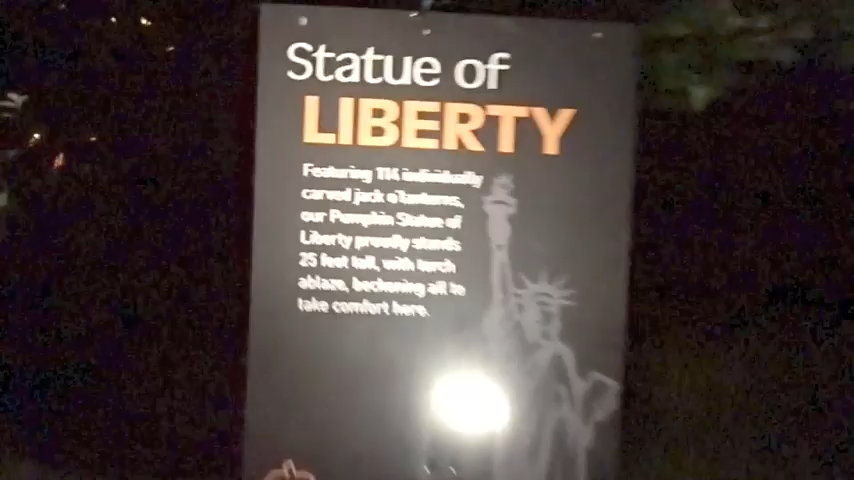 Statue of
LIBERTY
Featuring 114 individually
carved jack o'lanterns,
our Pumpkin Statue of
Liberty proudly stands
25 feet tall, with torch
ablaze, beckoning all to
take comfort here.